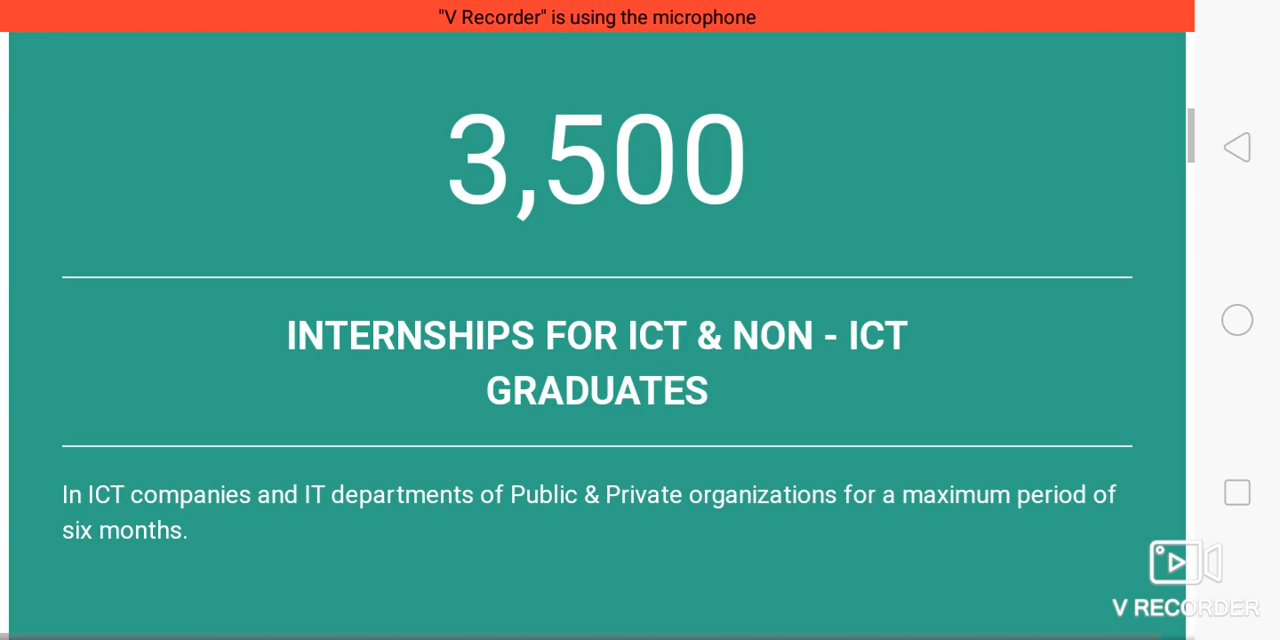 "V Recorder" is using the microphone
3,500
INTERNSHIPS FOR ICT & NON - ICT
GRADUATES
In ICT companies and IT departments of Public & Private organizations for a maximum period of
six months.
V RECORDER